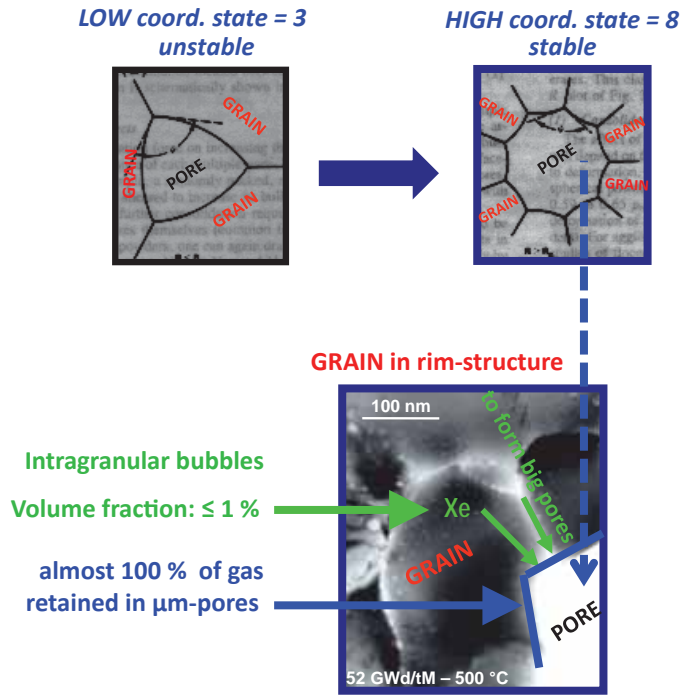 LOW coord. state = 3
unstable
HIGH coord. state = 8
stable
GRAIN
GRAIN
PORE
GRAIN
GRAIN
GRAIN
PORE
GRAIN
GRAIN
GRAIN in rim-structure
100 nm
to form big pores
Intragranular bubbles
Volume fraction: ≤ 1 %
Xe
GRAIN
almost 100 % of gas
retained in µm-pores
PORE
52 GWd/tM – 500 °C